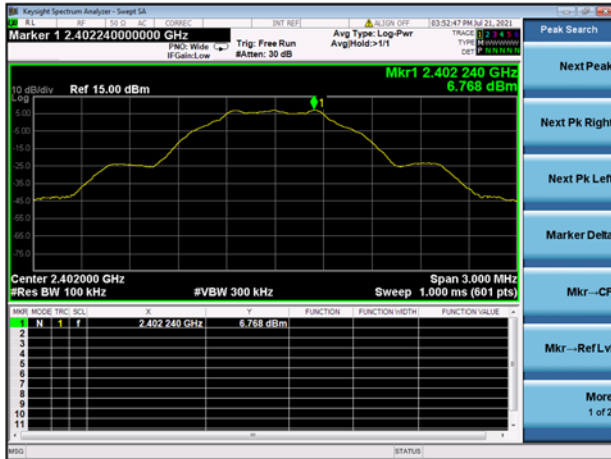 Keysight Spectrum Analyzer - Swept SA
RL RF 50 Ω AC CORREC INT REF ALIGN OFF 03:52:47 PM Jul 21, 2021
Marker 1 2.402240000000 GHz
PNO: Wide
IFGain:Low
Trig: Free Run
#Atten: 30 dB
Avg Type: Log-Pwr
Avg|Hold:>1/1
TRACE 1 2 3 4 5 6
TYPE M WWWWW
DET P N N N N N
Peak Search
Mkr1 2.402 240 GHz
6.768 dBm
10 dB/div Ref 15.00 dBm
Log
5.00
-5.00
-15.0
-25.0
-35.0
-45.0
-55.0
-65.0
-75.0
1
Center 2.402000 GHz Span 3.000 MHz
#Res BW 100 kHz #VBW 300 kHz Sweep 1.000 ms (601 pts)
MKR MODE TRC SCL X Y FUNCTION FUNCTION WIDTH FUNCTION VALUE
1 N 1 f 2.402 240 GHz 6.768 dBm
2
3
4
5
6
7
8
9
10
11
MSG STATUS
Next Peak
Next Pk Right
Next Pk Left
Marker Delta
Mkr→CF
Mkr→Ref Lvl
More
1 of 2